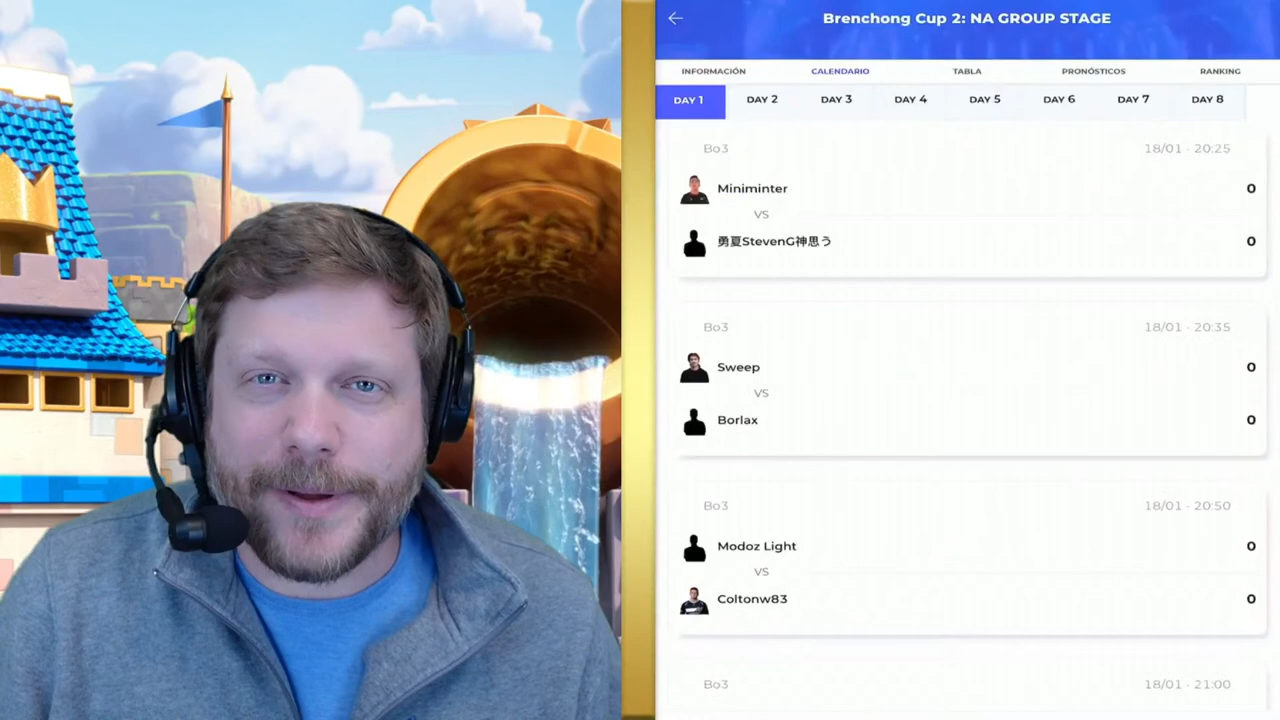 Brenchong Cup 2: NA GROUP STAGE
INFORMACIÓN CALENDARIO TABLA PRONÓSTICOS RANKING
DAY 1 DAY 2 DAY 3 DAY 4 DAY 5 DAY 6 DAY 7 DAY 8
Bo3 18/01 - 20:25
Miniminter 0
VS
勇夏StevenG神思う 0
Bo3 18/01 - 20:35
Sweep 0
VS
Borlax 0
Bo3 18/01 - 20:50
Modoz Light 0
VS
Coltonw83 0
Bo3 18/01 - 21:00